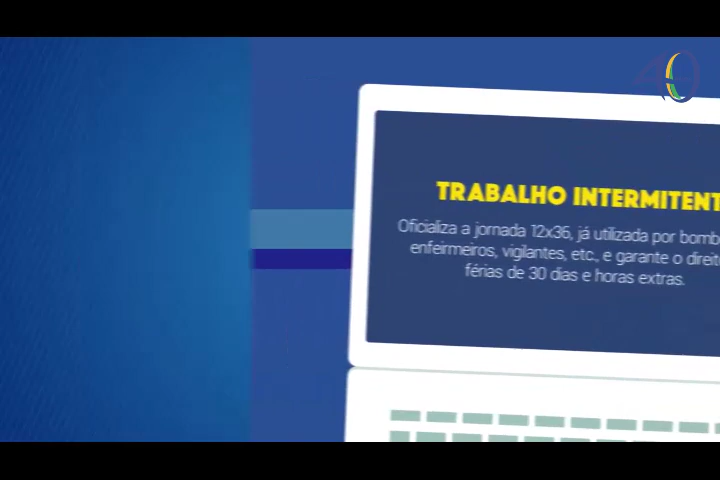 TRABALHO INTERMITENT
Oficializa a jornada 12x36, já utilizada por bomb
enfeirmeiros, vigilantes, etc., e garante o direit
férias de 30 dias e horas extras.